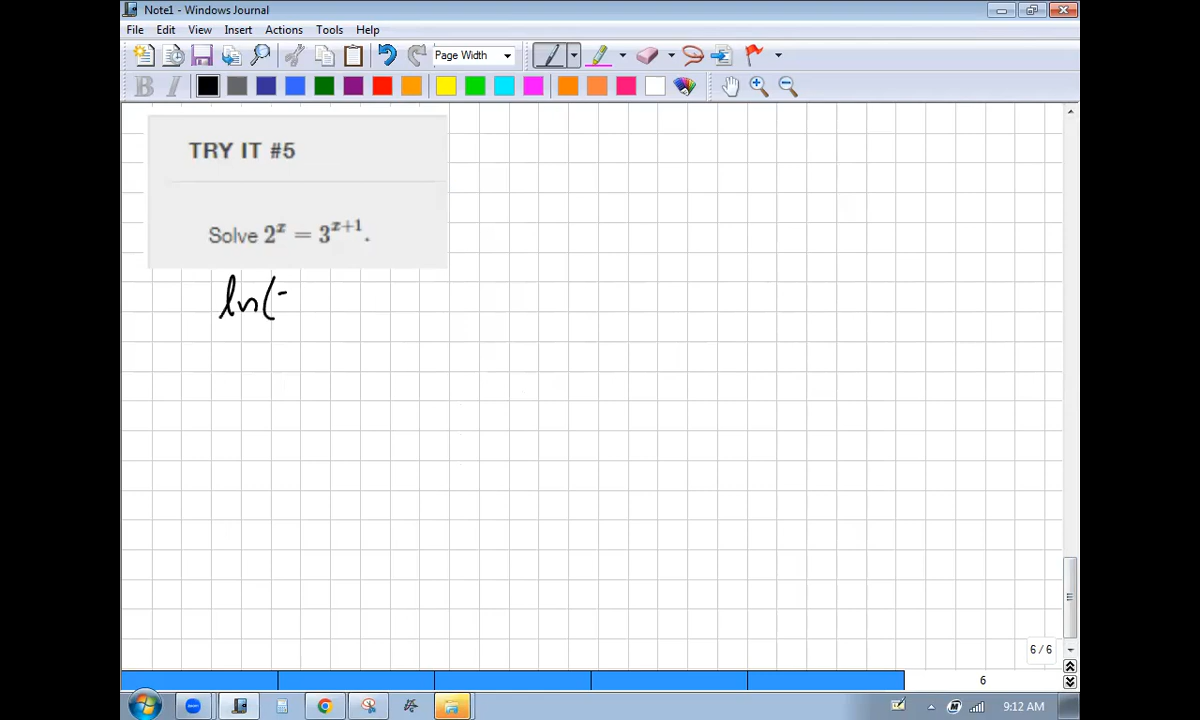 Note1 - Windows Journal
File Edit View Insert Actions Tools Help
Page Width
B I
TRY IT #5
Solve 2^x = 3^{x+1}.
ln(
6 / 6
6
9:12 AM